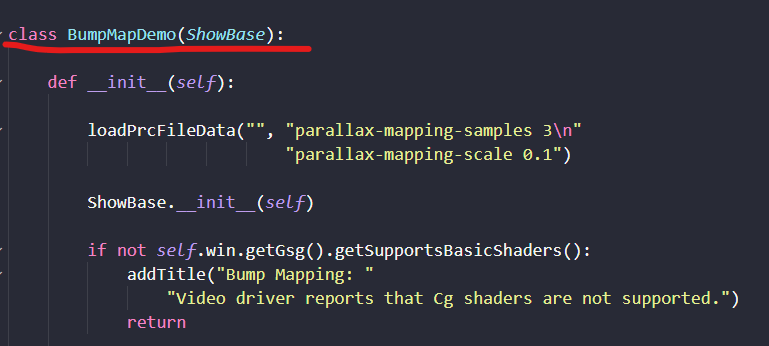 class BumpMapDemo(ShowBase):
def __init__(self):
loadPrcFileData("", "parallax-mapping-samples 3\n"
"parallax-mapping-scale 0.1")
ShowBase.__init__(self)
if not self.win.getGsg().getSupportsBasicShaders():
addTitle("Bump Mapping: "
"Video driver reports that Cg shaders are not supported.")
return